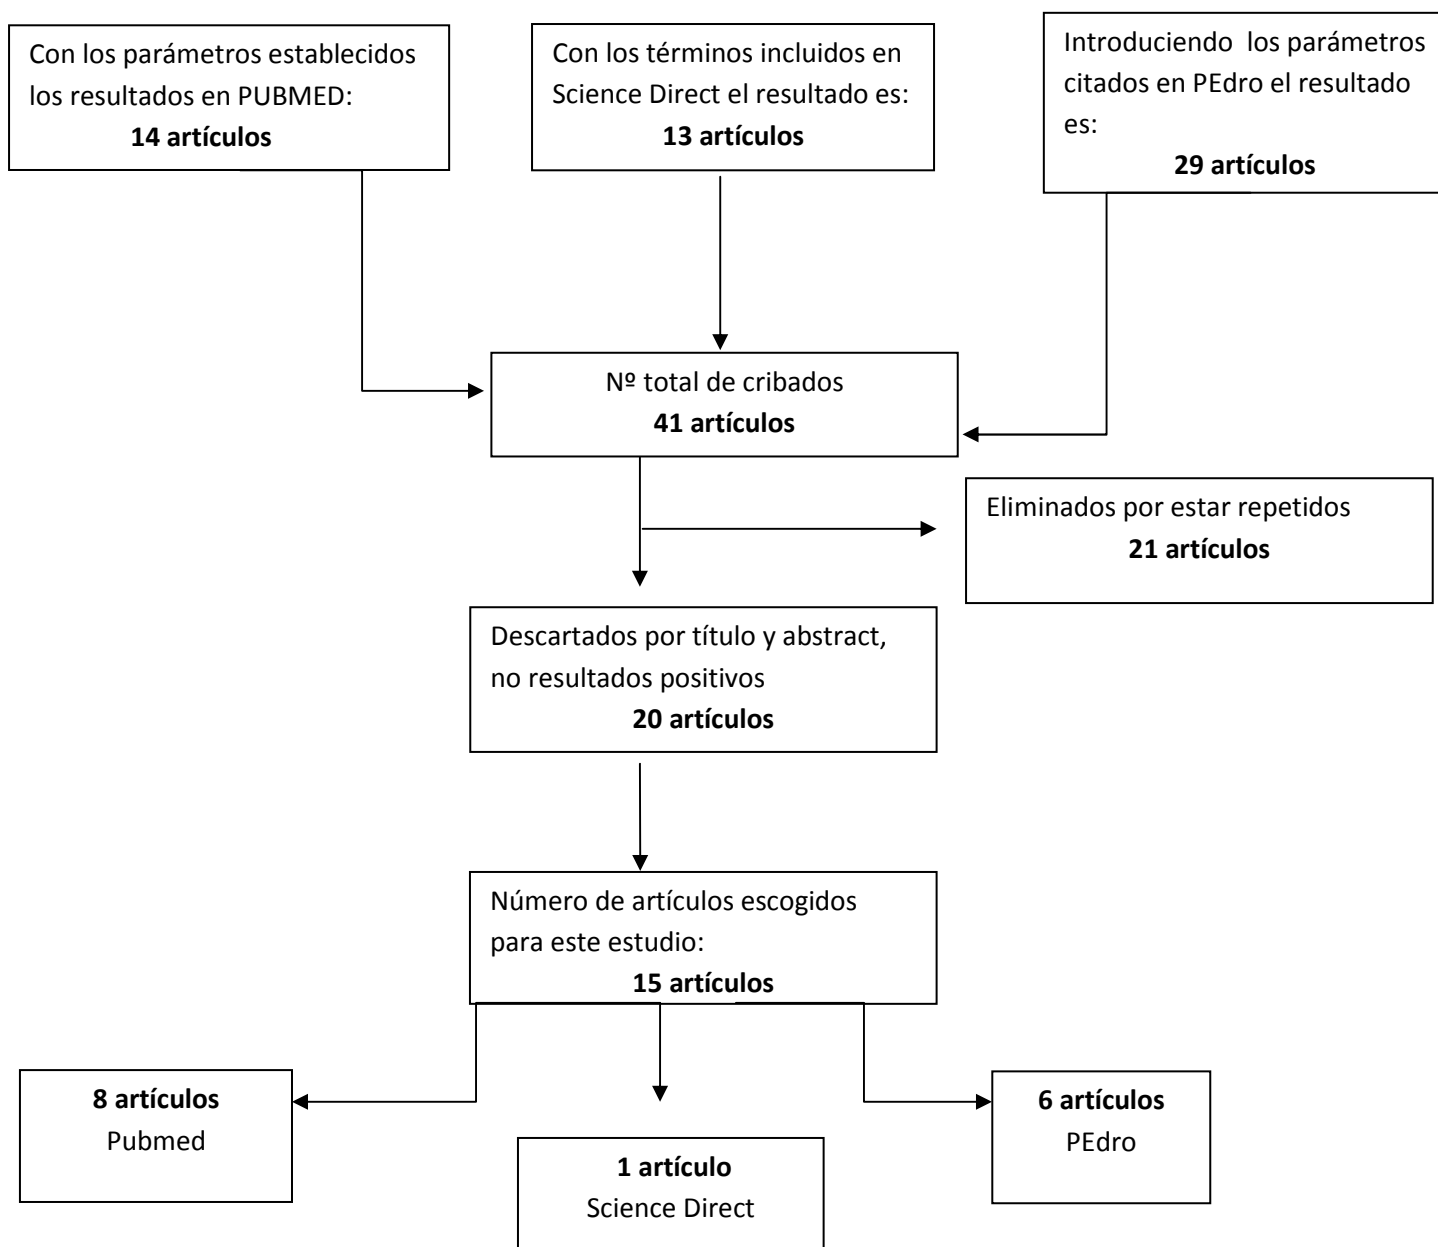 Con los parámetros establecidos
los resultados en PUBMED:
14 artículos
Con los términos incluidos en
Science Direct el resultado es:
13 artículos
Introduciendo los parámetros
citados en PEdro el resultado
es:
29 artículos
Nº total de cribados
41 artículos
Eliminados por estar repetidos
21 artículos
Descartados por título y abstract,
no resultados positivos
20 artículos
Número de artículos escogidos
para este estudio:
15 artículos
8 artículos
Pubmed
1 artículo
Science Direct
6 artículos
PEdro